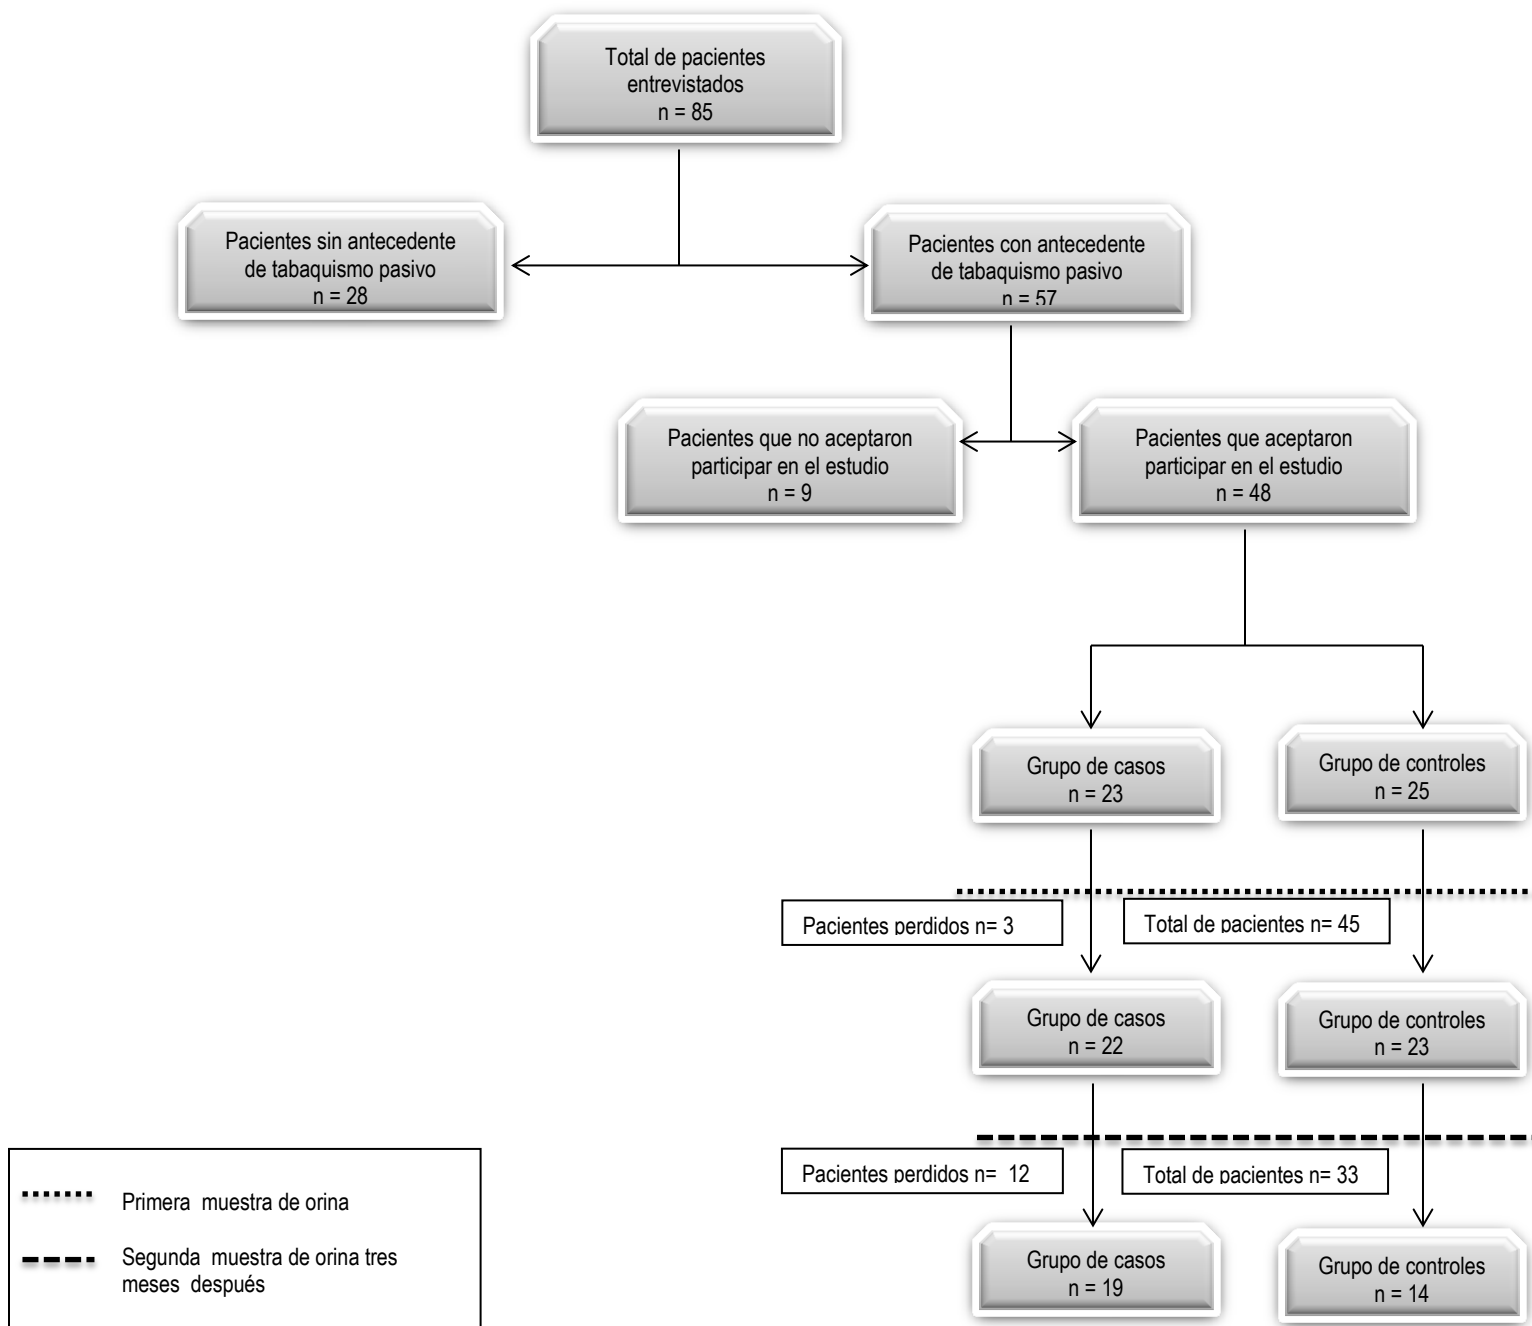 Total de pacientes
entrevistados
n = 85
Pacientes sin antecedente
de tabaquismo pasivo
n = 28
Pacientes con antecedente
de tabaquismo pasivo
n = 57
Pacientes que no aceptaron
participar en el estudio
n = 9
Pacientes que aceptaron
participar en el estudio
n = 48
Grupo de casos
n = 23
Grupo de controles
n = 25
Pacientes perdidos n= 3
Total de pacientes n= 45
Grupo de casos
n = 22
Grupo de controles
n = 23
Pacientes perdidos n= 12
Total de pacientes n= 33
Grupo de casos
n = 19
Grupo de controles
n = 14
Primera muestra de orina
Segunda muestra de orina tres
meses después